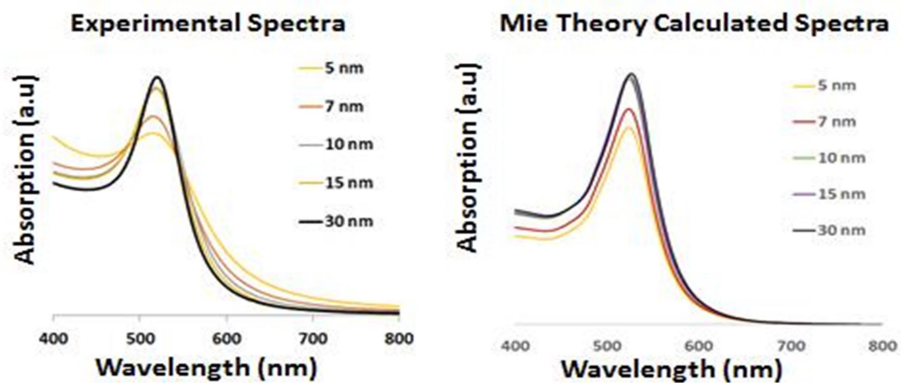 Experimental Spectra
Absorption (a.u)
5 nm
7 nm
10 nm
15 nm
30 nm
400 500 600 700 800
Wavelength (nm)
Mie Theory Calculated Spectra
Absorption (a.u)
5 nm
7 nm
10 nm
15 nm
30 nm
400 500 600 700 800
Wavelength (nm)